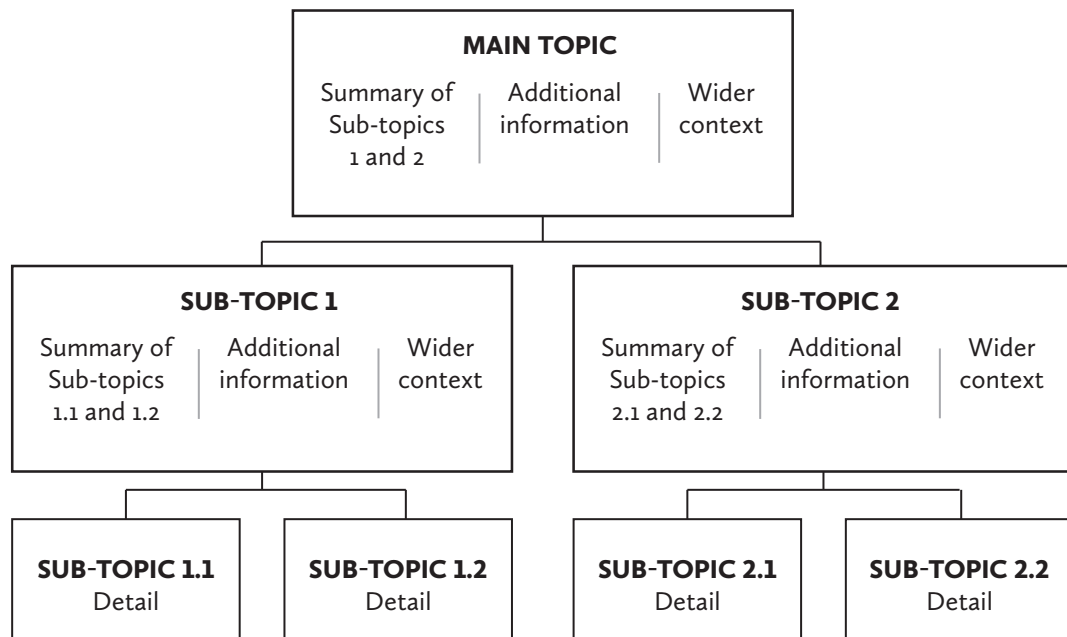 MAIN TOPIC
Summary of
Sub-topics
1 and 2
Additional
information
Wider
context
SUB-TOPIC 1
Summary of
Sub-topics
1.1 and 1.2
Additional
information
Wider
context
SUB-TOPIC 2
Summary of
Sub-topics
2.1 and 2.2
Additional
information
Wider
context
SUB-TOPIC 1.1
Detail
SUB-TOPIC 1.2
Detail
SUB-TOPIC 2.1
Detail
SUB-TOPIC 2.2
Detail